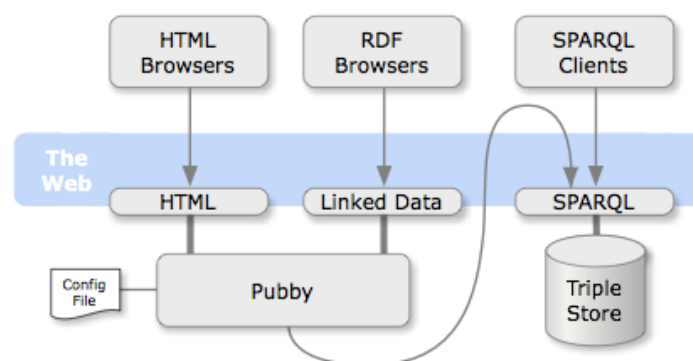 HTML
Browsers
RDF
Browsers
SPARQL
Clients
The
Web
HTML
Linked Data
SPARQL
Config
File
Pubby
Triple
Store